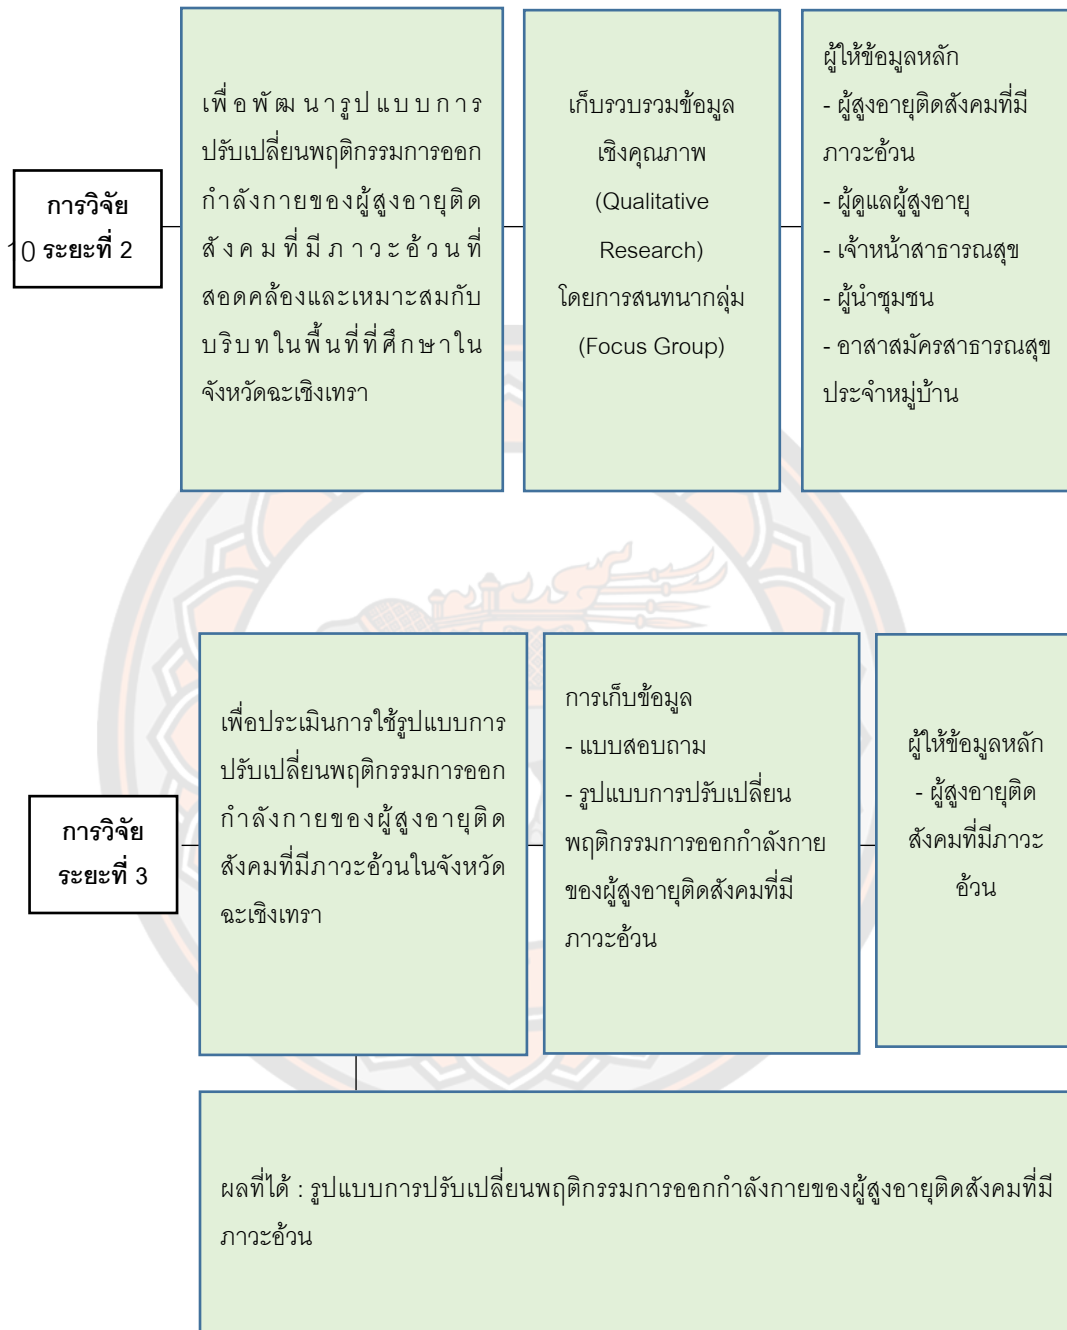 การวิจัย
ระยะที่ 2
10
เพื่อพัฒนารูปแบบการ
ปรับเปลี่ยนพฤติกรรมการออก
กำลังกายของผู้สูงอายุติด
สังคมที่มีภาวะอ้วนที่
สอดคล้องและเหมาะสมกับ
บริบทในพื้นที่ที่ศึกษาใน
จังหวัดฉะเชิงเทรา
เก็บรวบรวมข้อมูล
เชิงคุณภาพ
(Qualitative
Research)
โดยการสนทนากลุ่ม
(Focus Group)
ผู้ให้ข้อมูลหลัก
- ผู้สูงอายุติดสังคมที่มี
ภาวะอ้วน
- ผู้ดูแลผู้สูงอายุ
- เจ้าหน้าสาธารณสุข
- ผู้นำชุมชน
- อาสาสมัครสาธารณสุข
ประจำหมู่บ้าน
การวิจัย
ระยะที่ 3
เพื่อประเมินการใช้รูปแบบการ
ปรับเปลี่ยนพฤติกรรมการออก
กำลังกายของผู้สูงอายุติด
สังคมที่มีภาวะอ้วนในจังหวัด
ฉะเชิงเทรา
การเก็บข้อมูล
- แบบสอบถาม
- รูปแบบการปรับเปลี่ยน
พฤติกรรมการออกกำลังกาย
ของผู้สูงอายุติดสังคมที่มี
ภาวะอ้วน
ผู้ให้ข้อมูลหลัก
- ผู้สูงอายุติด
สังคมที่มีภาวะ
อ้วน
ผลที่ได้ : รูปแบบการปรับเปลี่ยนพฤติกรรมการออกกำลังกายของผู้สูงอายุติดสังคมที่มี
ภาวะอ้วน